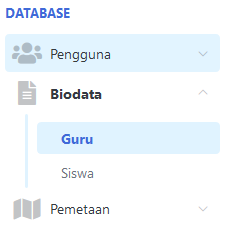 DATABASE
Pengguna
Biodata
Guru
Siswa
Pemetaan